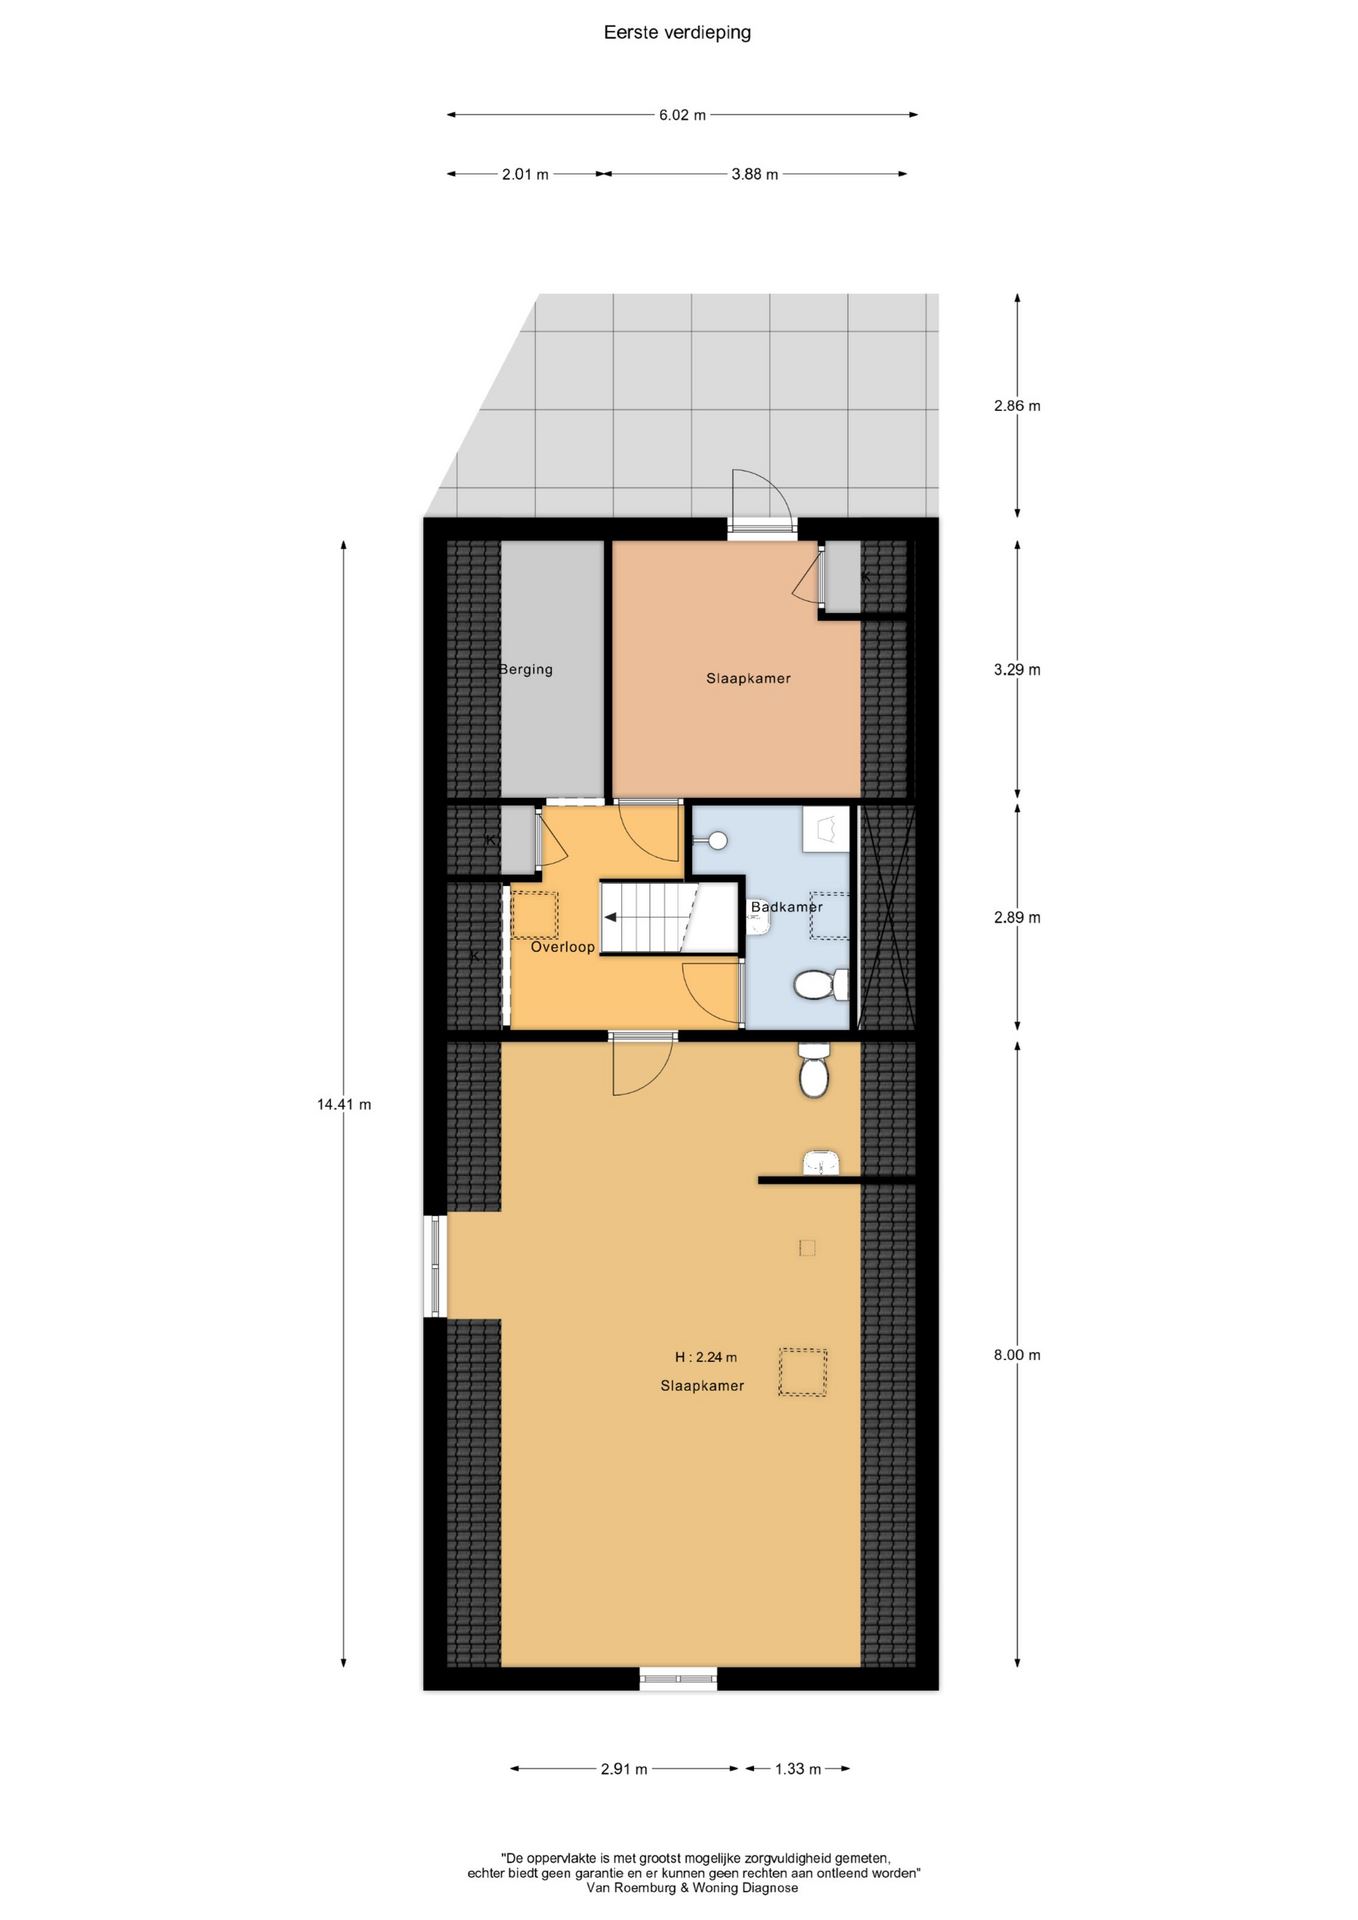 Eerste verdieping
6.02 m
2.01 m
3.88 m
2.86 m
K
3.29 m
Berging
Slaapkamer
K
Badkamer
2.89 m
Overloop
K
14.41 m
H : 2.24 m
8.00 m
Slaapkamer
2.91 m
1.33 m
"De oppervlakte is met grootst mogelijke zorgvuldigheid gemeten,
echter biedt geen garantie en er kunnen geen rechten aan ontleend worden"
Van Roemburg & Woning Diagnose